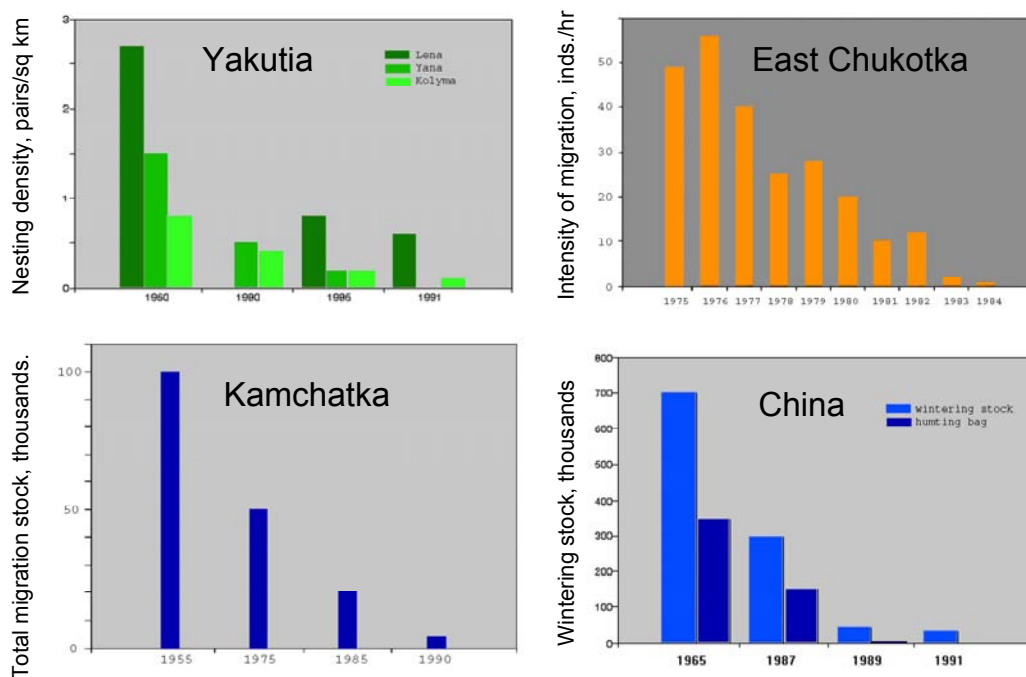 Nesting density, pairs/sq km
Yakutia
Lena
Yana
Kolyma
3
2
1
0
1960 1990 1995 1991
Intensity of migration, inds./hr
East Chukotka
50
40
30
20
10
0
1975 1976 1977 1978 1979 1980 1981 1982 1983 1984
Total migration stock, thousands.
Kamchatka
100
50
0
1955 1975 1985 1990
Wintering stock, thousands
China
wintering stock
humting bag
800
700
600
500
400
300
200
100
0
1965 1987 1989 1991